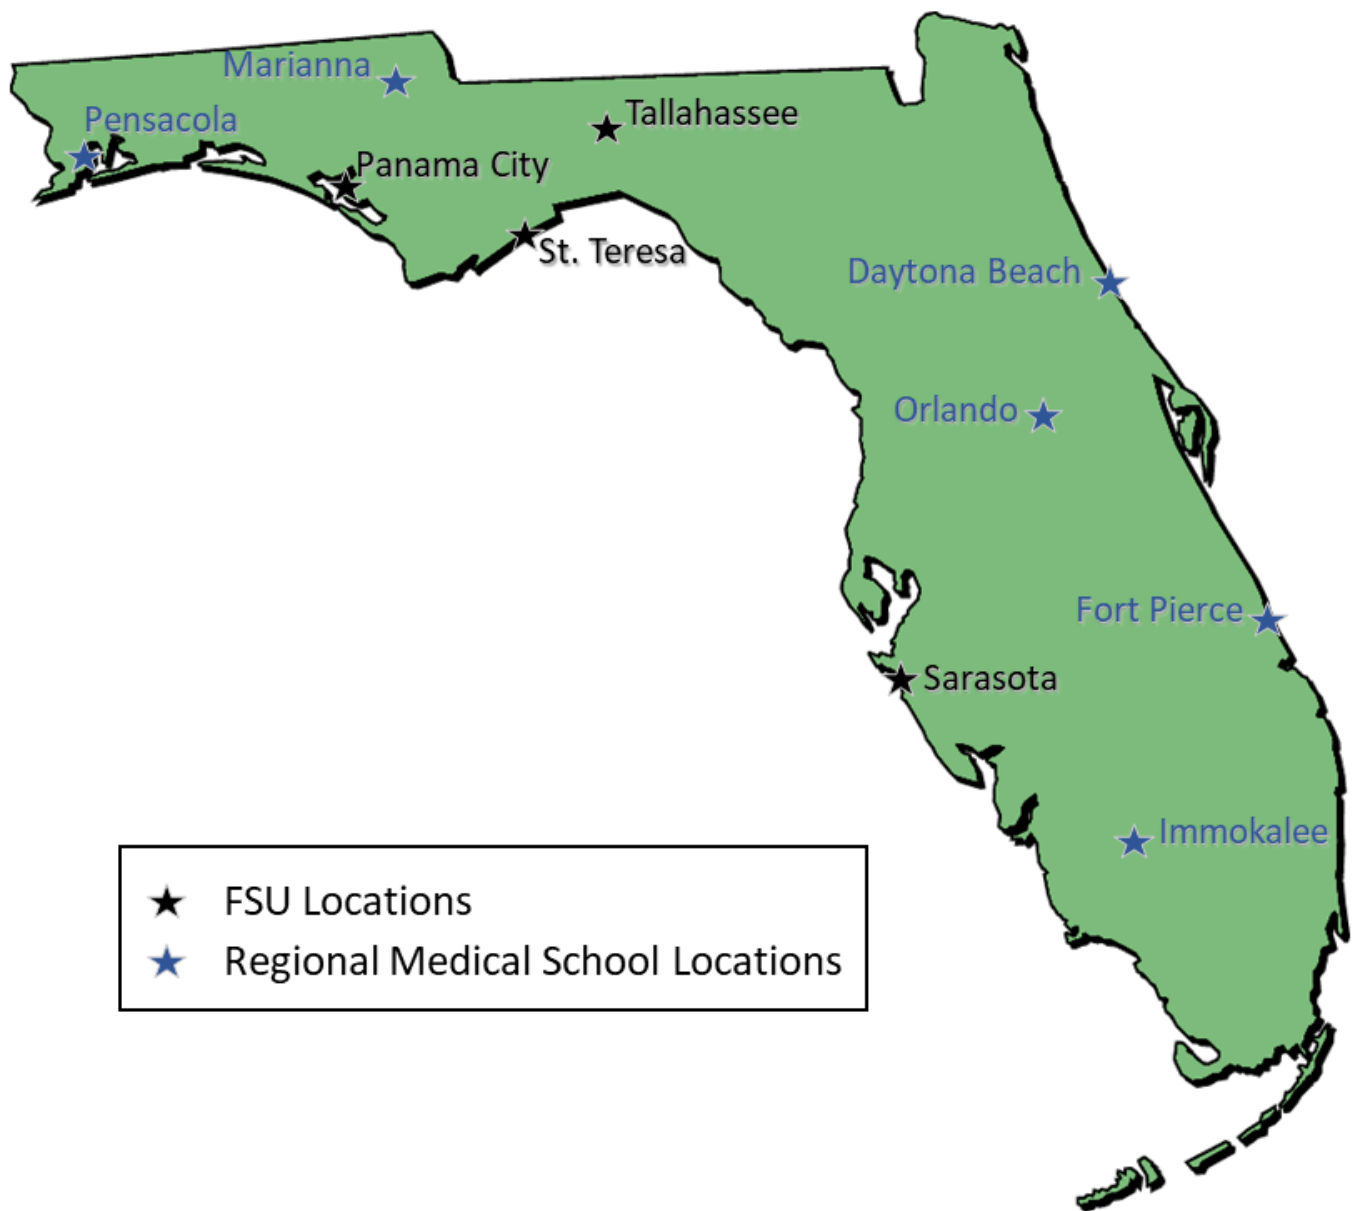 Marianna
Tallahassee
Pensacola
Panama City
St. Teresa
Daytona Beach
Orlando
Fort Pierce
Sarasota
Immokalee
FSU Locations
Regional Medical School Locations